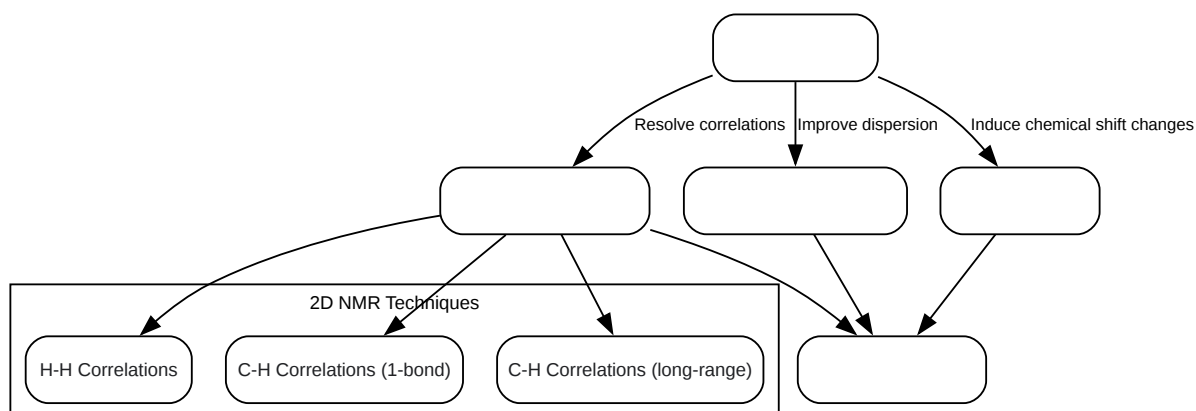 Resolve correlations
Improve dispersion
Induce chemical shift changes
2D NMR Techniques
H-H Correlations
C-H Correlations (1-bond)
C-H Correlations (long-range)